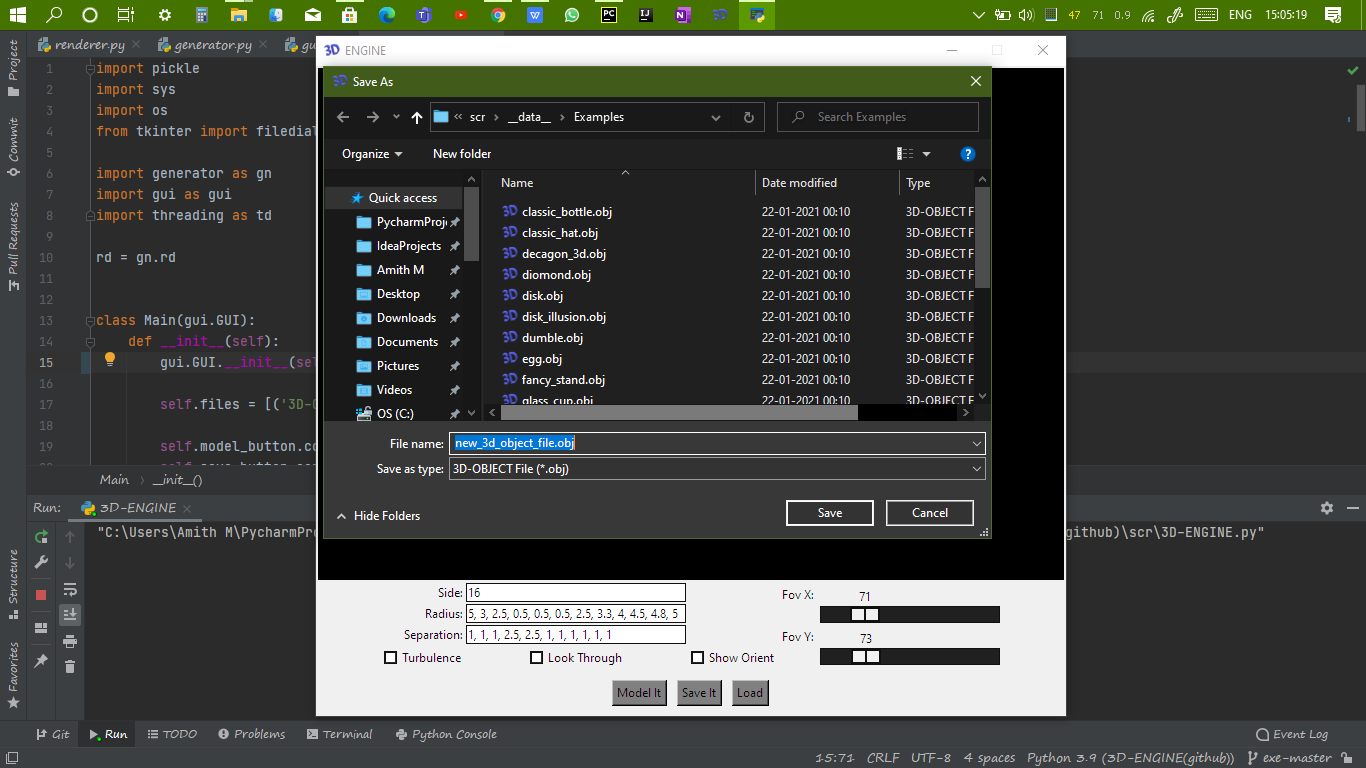 47 71 0.9 ENG 15:05:19
renderer.py generator.py gu
3D ENGINE
Project
Commit
Pull Requests
Structure
Favorites
1 import pickle
2 import sys
3 import os
4 from tkinter import filedial
5
6 import generator as gn
7 import gui as gui
8 import threading as td
9
10 rd = gn.rd
11
12
13 class Main(gui.GUI):
14 def __init__(self):
15 gui.GUI.__init__(sel
16
17 self.files = [('3D-O
18
19 self.model_button.co
Main __init__()
3D Save As
« scr › __data__ › Examples
Search Examples
Organize New folder
Quick access
PycharmProj
IdeaProjects
Amith M
Desktop
Downloads
Documents
Pictures
Videos
OS (C:)
Name Date modified Type
3D classic_bottle.obj 22-01-2021 00:10 3D-OBJECT F
3D classic_hat.obj 22-01-2021 00:10 3D-OBJECT F
3D decagon_3d.obj 22-01-2021 00:10 3D-OBJECT F
3D diomond.obj 22-01-2021 00:10 3D-OBJECT F
3D disk.obj 22-01-2021 00:10 3D-OBJECT F
3D disk_illusion.obj 22-01-2021 00:10 3D-OBJECT F
3D dumble.obj 22-01-2021 00:10 3D-OBJECT F
3D egg.obj 22-01-2021 00:10 3D-OBJECT F
3D fancy_stand.obj 22-01-2021 00:10 3D-OBJECT F
3D glass_cup.obj 22-01-2021 00:10 3D-OBJECT F
File name: new_3d_object_file.obj
Save as type: 3D-OBJECT File (*.obj)
Hide Folders Save Cancel
Run: 3D-ENGINE
"C:\Users\Amith M\PycharmPro github)\scr\3D-ENGINE.py"
Side: 16
Radius: 5, 3, 2.5, 0.5, 0.5, 0.5, 2.5, 3.3, 4, 4.5, 4.8, 5
Separation: 1, 1, 1, 2.5, 2.5, 1, 1, 1, 1, 1, 1
Turbulence Look Through Show Orient
Fov X: 71
Fov Y: 73
Model It Save It Load
Git Run TODO Problems Terminal Python Console Event Log
15:71 CRLF UTF-8 4 spaces Python 3.9 (3D-ENGINE(github)) exe-master